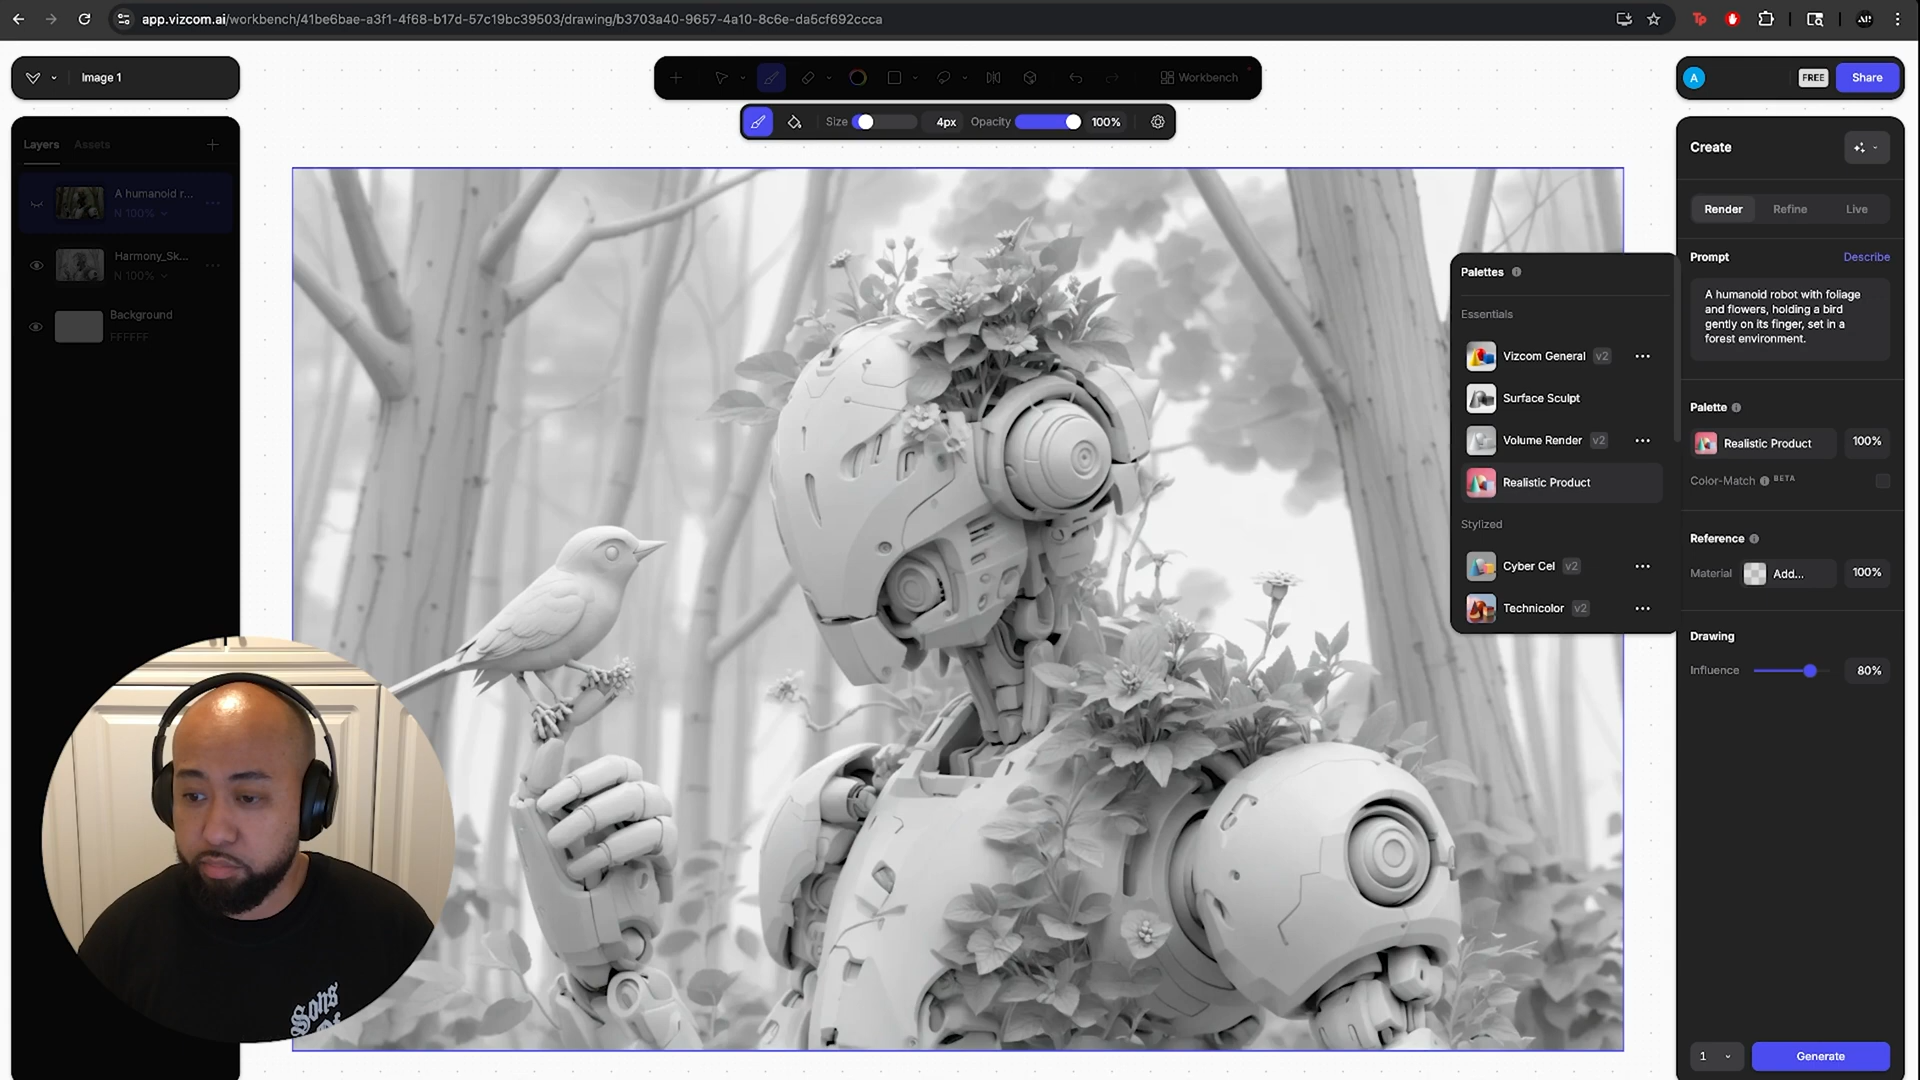 app.vizcom.ai/workbench/41be6bae-a3f1-4f68-b17d-57c19bc39503/drawing/b3703a40-9657-4a10-8c6e-da5cf692ccca
Image 1
Workbench
FREE
Share
A
Size
4px
Opacity
100%
Layers
Assets
A humanoid r...
N 100%
Harmony_Sk...
N 100%
Background
FFFFFF
Create
Render
Refine
Live
Prompt
Describe
A humanoid robot with foliage
and flowers, holding a bird
gently on its finger, set in a
forest environment.
Palettes
Essentials
Vizcom General v2
Surface Sculpt
Volume Render v2
Realistic Product
Stylized
Cyber Cel v2
Technicolor v2
Palette
Realistic Product
100%
Color-Match BETA
Reference
Material
Add...
100%
Drawing
Influence
80%
1
Generate
Sons